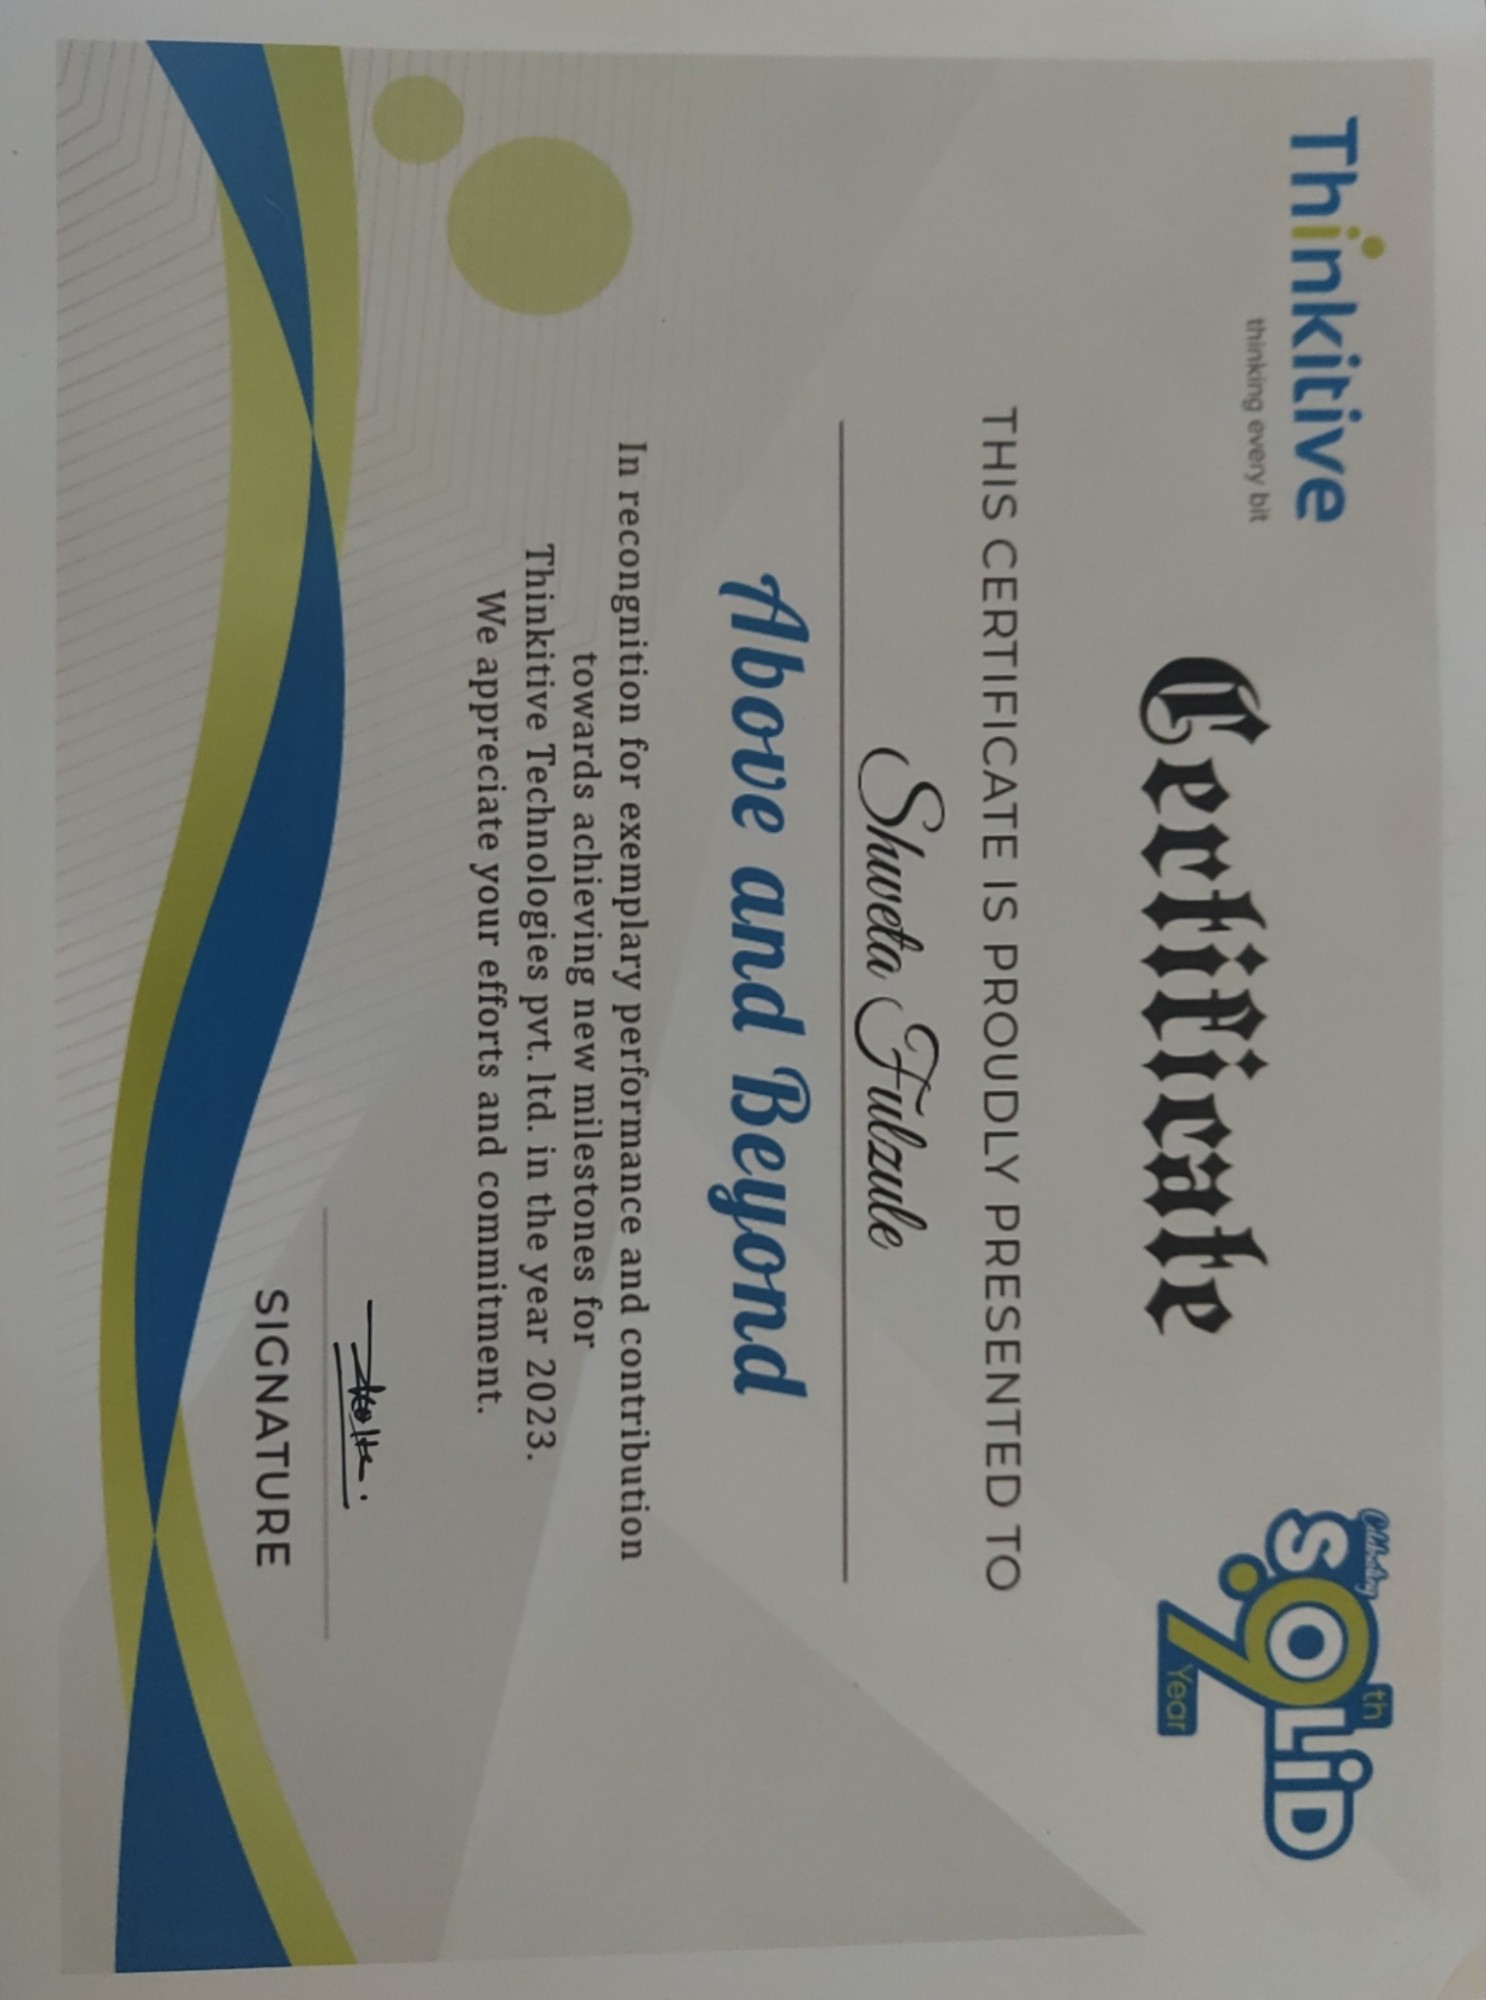 Thinkitive
thinking every bit
Celebrating
SOLiD
9th
Year
Certificate
THIS CERTIFICATE IS PROUDLY PRESENTED TO
Shweta Fulzule
Above and Beyond
In recongnition for exemplary performance and contribution
towards achieving new milestones for
Thinkitive Technologies pvt. ltd. in the year 2023.
We appreciate your efforts and commitment.
SIGNATURE